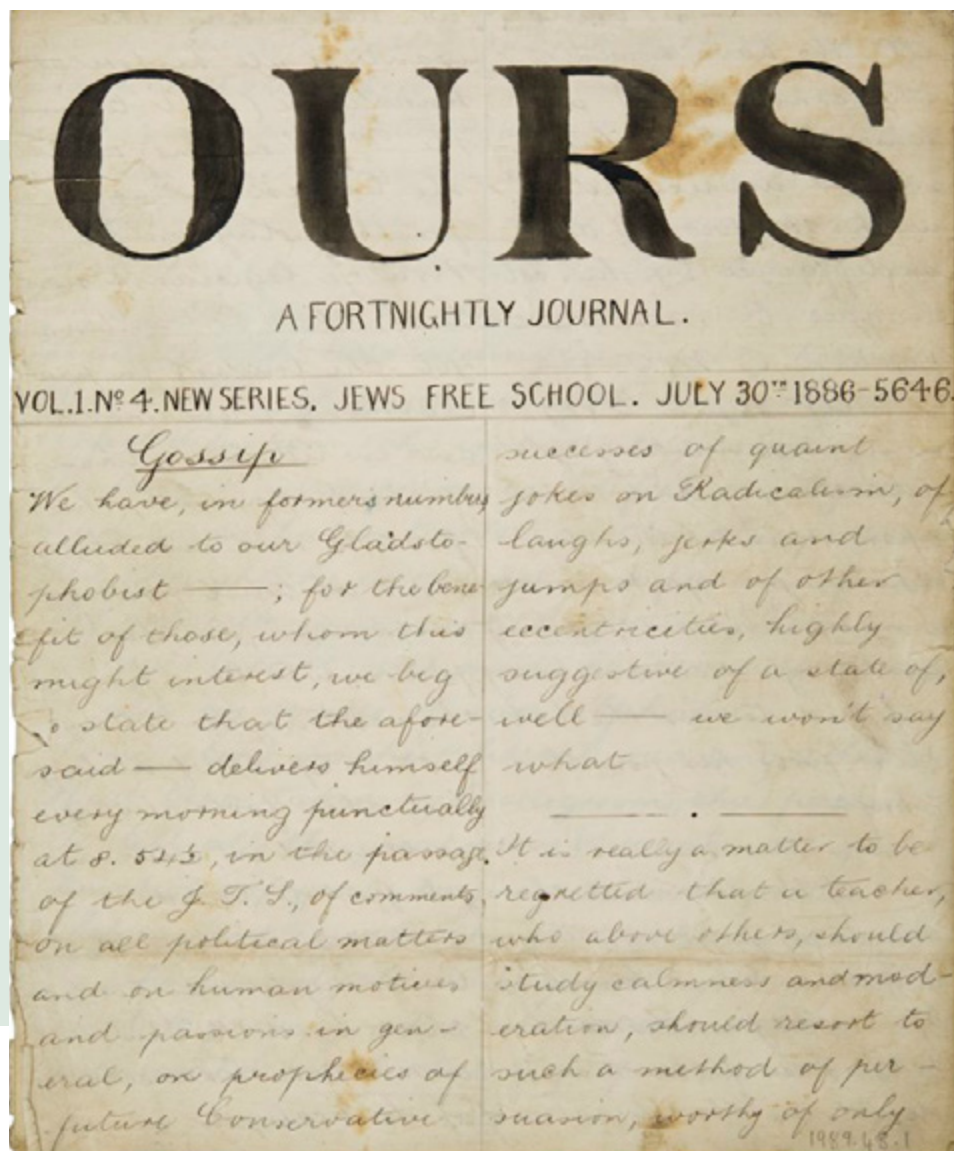 OURS
A FORTNIGHTLY JOURNAL.
VOL.1.Nº 4. NEW SERIES. JEWS FREE SCHOOL. JULY 30TH 1886-5646.
Gossip
We have, in former numbers
alluded to our Gladsto-
phobist — ; for the bene-
fit of those, whom this
might interest, we beg
to state that the afore-
said — delivers himself
every morning punctually
at 8. 54½, in the passage
of the J. F. S., of comments
on all political matters
and on human motives
and passions in gen-
eral, on prophecies of
future Conservative
successes of quaint
jokes on Radicalism, of
laughs, jerks and
jumps and of other
eccentricities, highly
suggestive of a state of,
well — we won't say
what
It is really a matter to be
regretted that a teacher,
who above others, should
study calmness and mod-
eration, should resort to
such a method of per-
suasion, worthy of only
1989.48.1